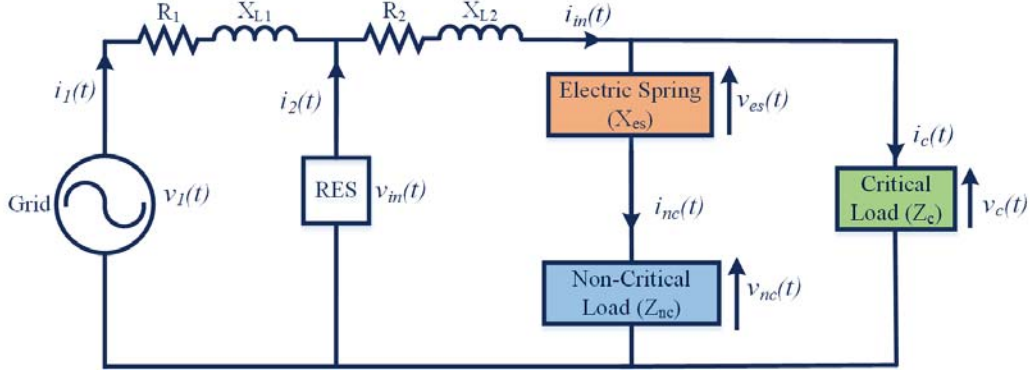 R1
XL1
R2
XL2
iin(t)
i1(t)
i2(t)
Electric Spring
(Xes)
ves(t)
ic(t)
Grid
v1(t)
RES
vin(t)
inc(t)
Critical
Load (Zc)
vc(t)
Non-Critical
Load (Znc)
vnc(t)